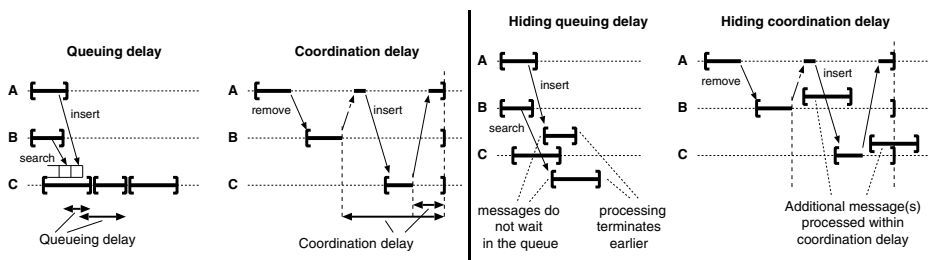 Queuing delay
A
insert
B
search
C
Queueing delay
Coordination delay
A
remove
insert
B
C
Coordination delay
Hiding queuing delay
A
insert
B
search
C
messages do
not wait
in the queue
processing
terminates
earlier
Hiding coordination delay
A
remove
insert
B
C
Additional message(s)
processed within
coordination delay